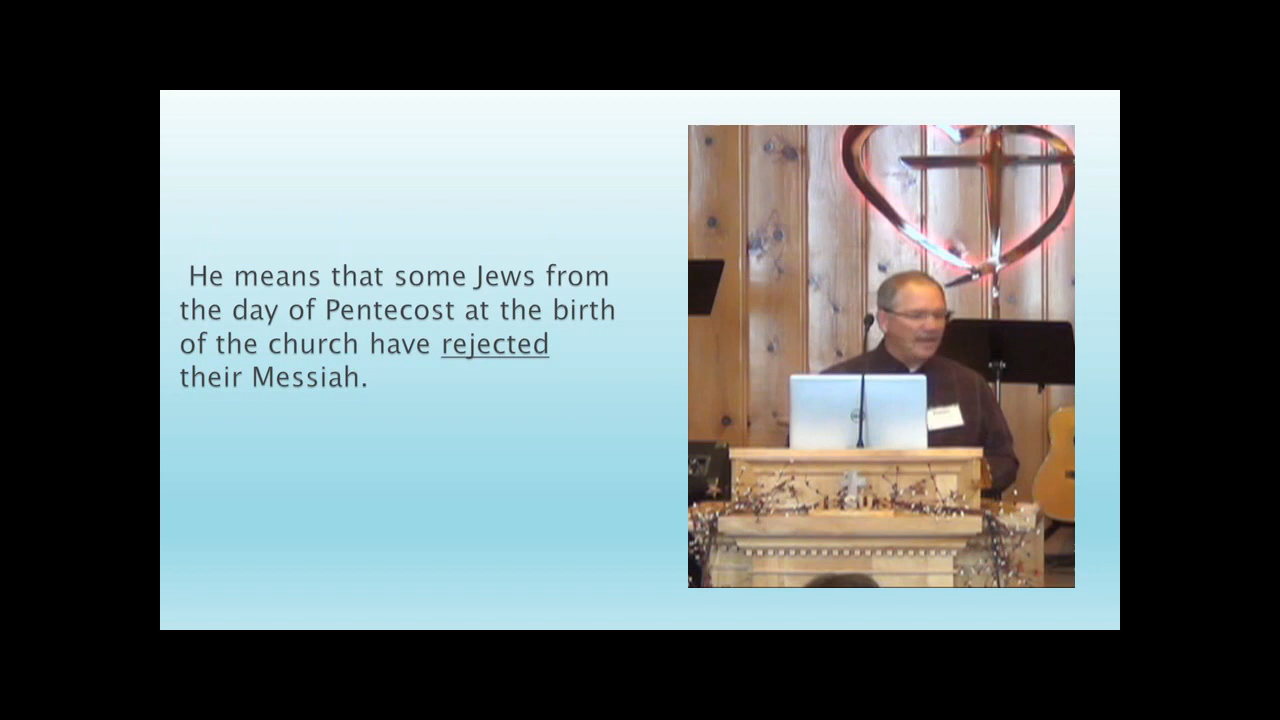 He means that some Jews from
the day of Pentecost at the birth
of the church have rejected
their Messiah.